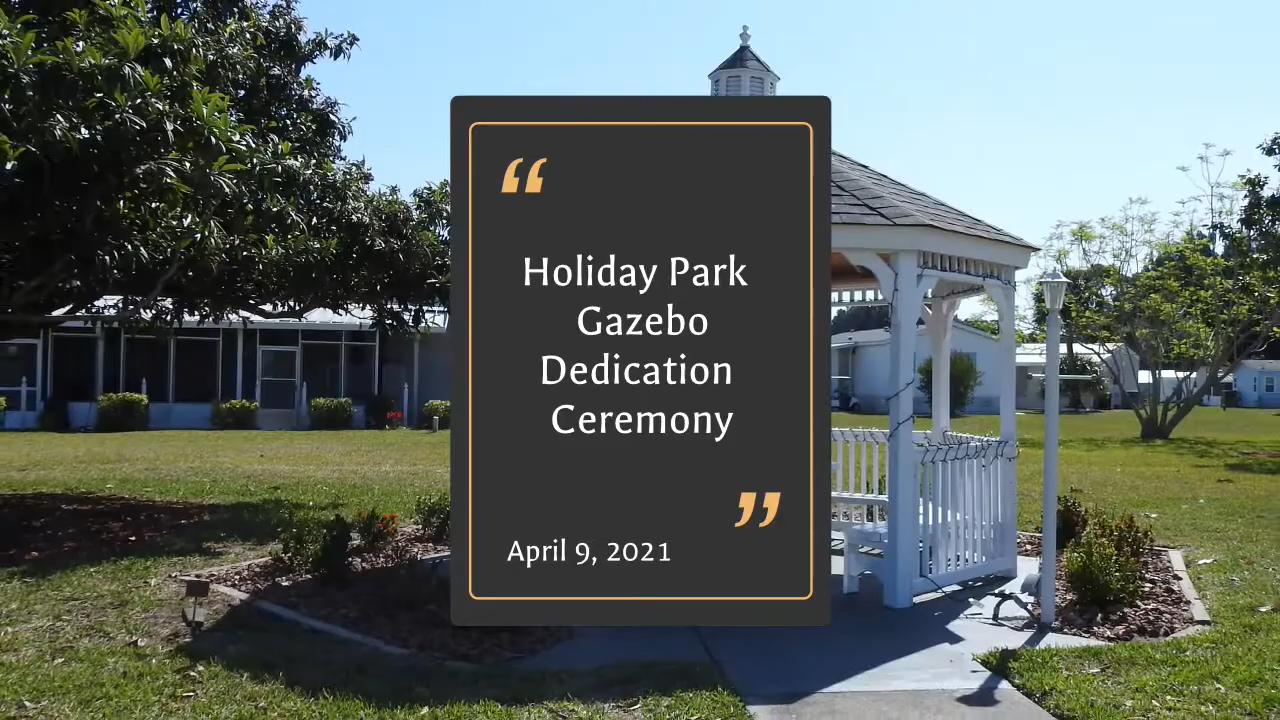 “
Holiday Park
Gazebo
Dedication
Ceremony
”
April 9, 2021